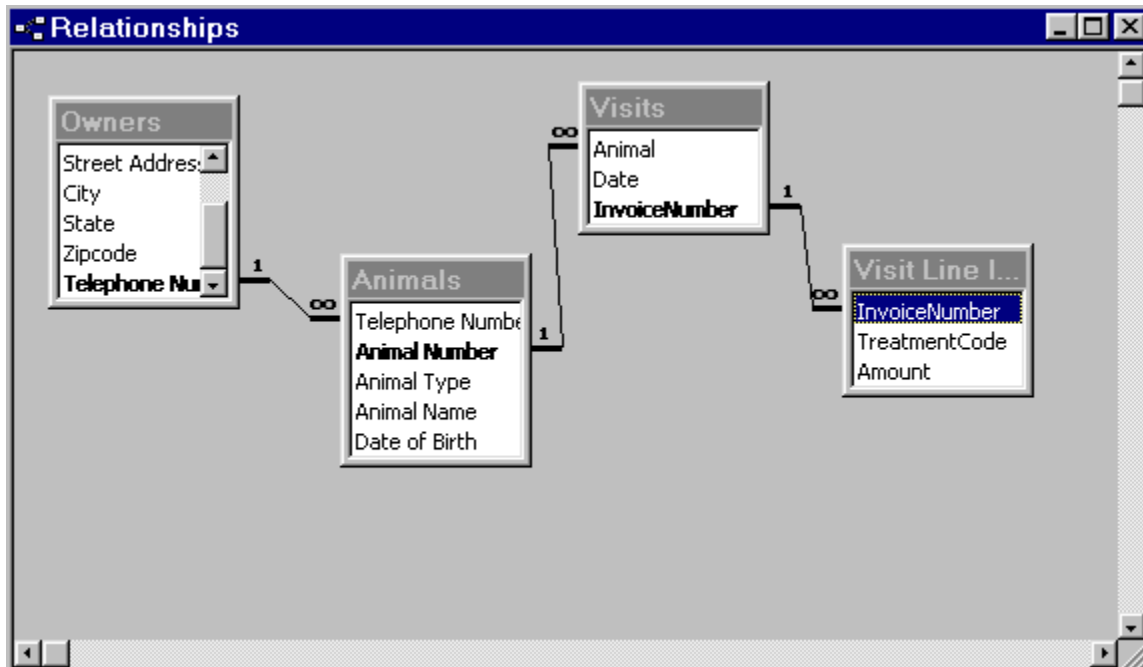 Relationships
Owners
Street Addres
City
State
Zipcode
Telephone Nu
1
∞
Animals
Telephone Numbe
Animal Number
Animal Type
Animal Name
Date of Birth
1
∞
Visits
Animal
Date
InvoiceNumber
1
∞
Visit Line I...
InvoiceNumber
TreatmentCode
Amount